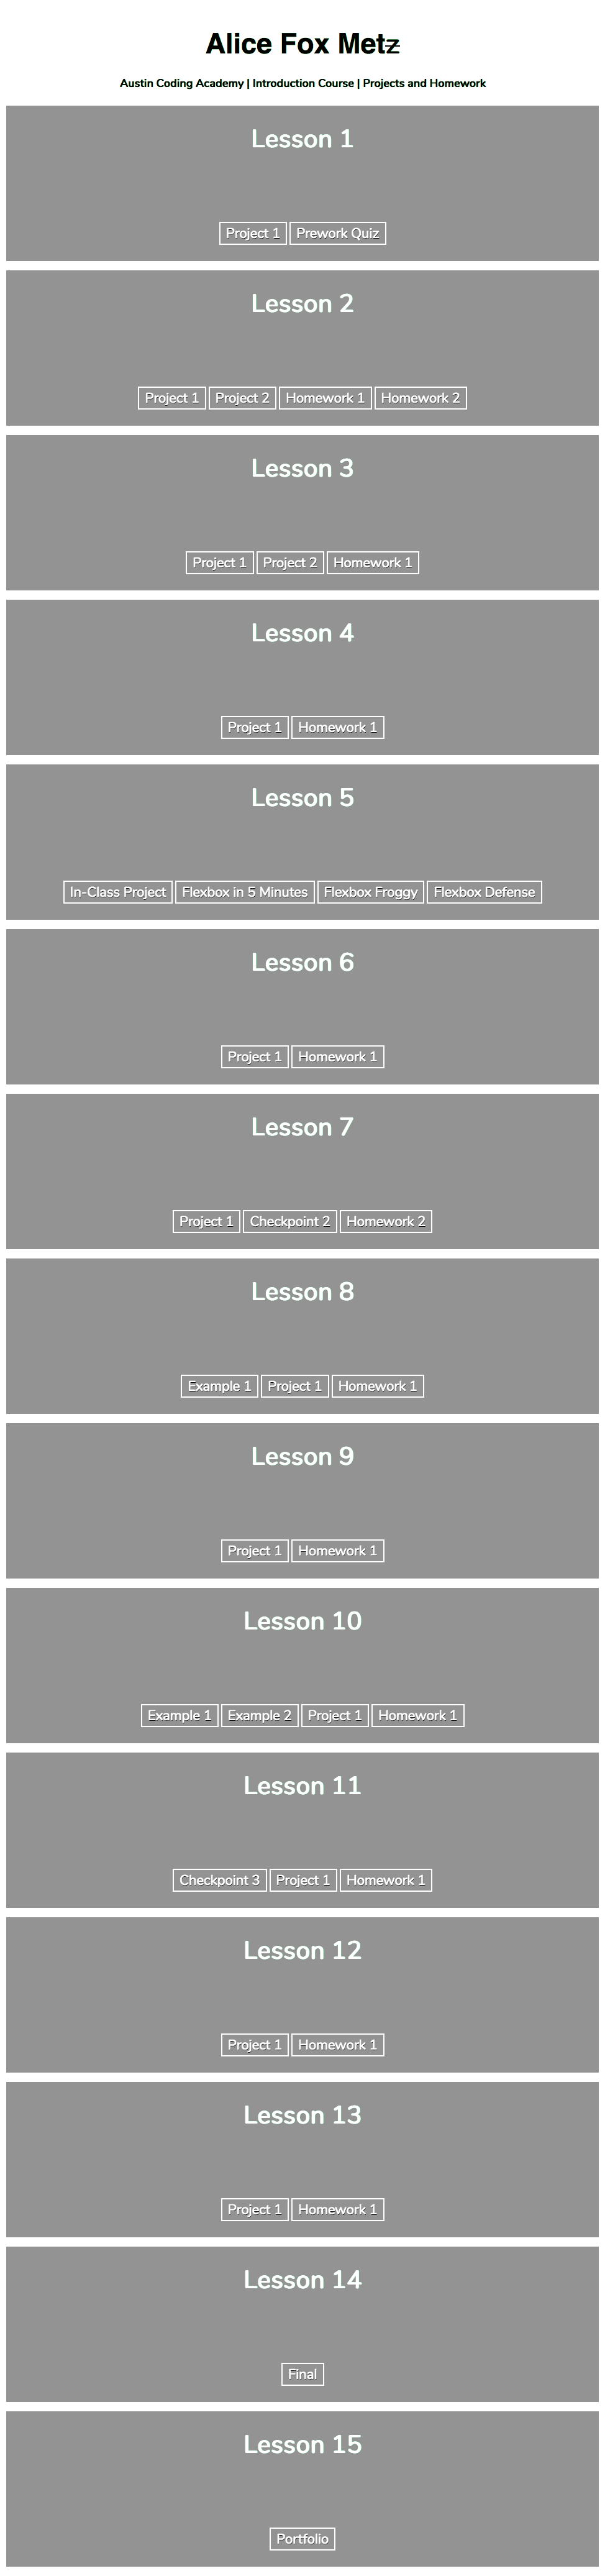 Alice Fox Metƶ
Austin Coding Academy | Introduction Course | Projects and Homework
Lesson 1
Project 1 Prework Quiz
Lesson 2
Project 1 Project 2 Homework 1 Homework 2
Lesson 3
Project 1 Project 2 Homework 1
Lesson 4
Project 1 Homework 1
Lesson 5
In-Class Project Flexbox in 5 Minutes Flexbox Froggy Flexbox Defense
Lesson 6
Project 1 Homework 1
Lesson 7
Project 1 Checkpoint 2 Homework 2
Lesson 8
Example 1 Project 1 Homework 1
Lesson 9
Project 1 Homework 1
Lesson 10
Example 1 Example 2 Project 1 Homework 1
Lesson 11
Checkpoint 3 Project 1 Homework 1
Lesson 12
Project 1 Homework 1
Lesson 13
Project 1 Homework 1
Lesson 14
Final
Lesson 15
Portfolio